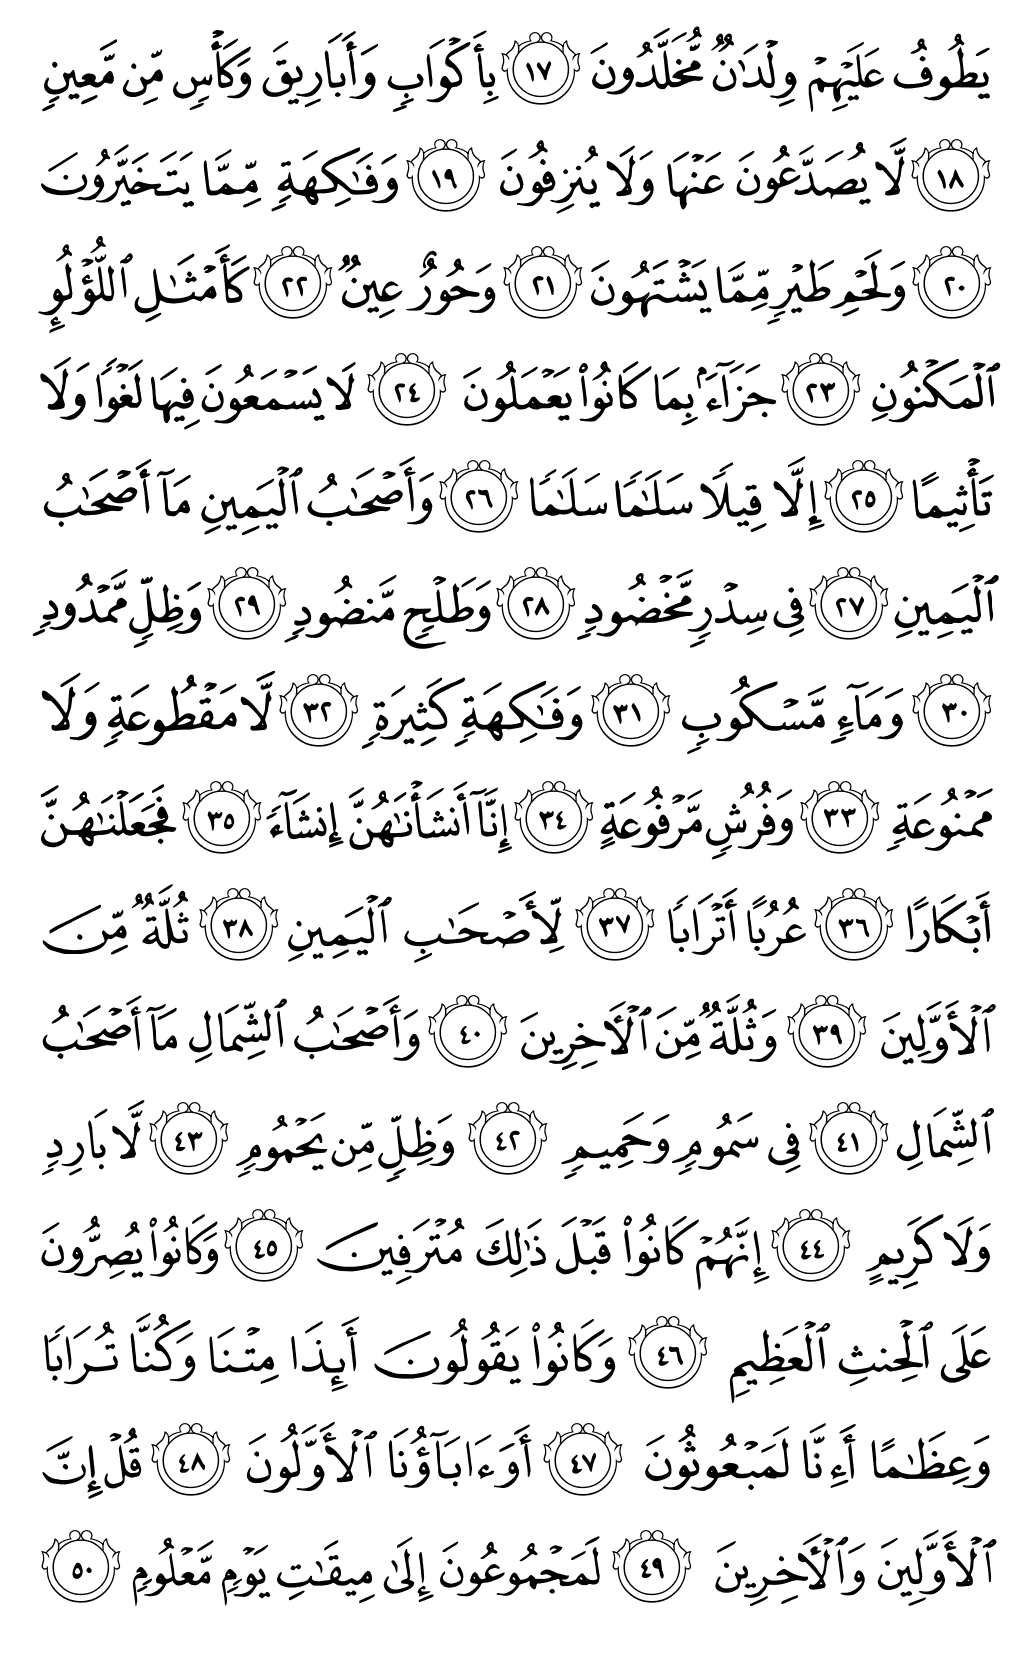 يَطُوفُ عَلَيۡهِمۡ وِلۡدَٰنٞ مُّخَلَّدُونَ ١٧ بِأَكۡوَابٖ وَأَبَارِيقَ وَكَأۡسٖ مِّن مَّعِينٖ
١٨ لَّا يُصَدَّعُونَ عَنۡهَا وَلَا يُنزِفُونَ ١٩ وَفَٰكِهَةٖ مِّمَّا يَتَخَيَّرُونَ
٢٠ وَلَحۡمِ طَيۡرٖ مِّمَّا يَشۡتَهُونَ ٢١ وَحُورٌ عِينٞ ٢٢ كَأَمۡثَٰلِ ٱللُّؤۡلُوِٕ
ٱلۡمَكۡنُونِ ٢٣ جَزَآءَۢ بِمَا كَانُواْ يَعۡمَلُونَ ٢٤ لَا يَسۡمَعُونَ فِيهَا لَغۡوٗا وَلَا
تَأۡثِيمًا ٢٥ إِلَّا قِيلٗا سَلَٰمٗا سَلَٰمٗا ٢٦ وَأَصۡحَٰبُ ٱلۡيَمِينِ مَآ أَصۡحَٰبُ
ٱلۡيَمِينِ ٢٧ فِي سِدۡرٖ مَّخۡضُودٖ ٢٨ وَطَلۡحٖ مَّنضُودٖ ٢٩ وَظِلّٖ مَّمۡدُودٖ
٣٠ وَمَآءٖ مَّسۡكُوبٖ ٣١ وَفَٰكِهَةٖ كَثِيرَةٖ ٣٢ لَّا مَقۡطُوعَةٖ وَلَا
مَمۡنُوعَةٖ ٣٣ وَفُرُشٖ مَّرۡفُوعَةٍ ٣٤ إِنَّآ أَنشَأۡنَٰهُنَّ إِنشَآءٗ ٣٥ فَجَعَلۡنَٰهُنَّ
أَبۡكَارًا ٣٦ عُرُبًا أَتۡرَابٗا ٣٧ لِّأَصۡحَٰبِ ٱلۡيَمِينِ ٣٨ ثُلَّةٞ مِّنَ
ٱلۡأَوَّلِينَ ٣٩ وَثُلَّةٞ مِّنَ ٱلۡأٓخِرِينَ ٤٠ وَأَصۡحَٰبُ ٱلشِّمَالِ مَآ أَصۡحَٰبُ
ٱلشِّمَالِ ٤١ فِي سَمُومٖ وَحَمِيمٖ ٤٢ وَظِلّٖ مِّن يَحۡمُومٖ ٤٣ لَّا بَارِدٖ
وَلَا كَرِيمٍ ٤٤ إِنَّهُمۡ كَانُواْ قَبۡلَ ذَٰلِكَ مُتۡرَفِينَ ٤٥ وَكَانُواْ يُصِرُّونَ
عَلَى ٱلۡحِنثِ ٱلۡعَظِيمِ ٤٦ وَكَانُواْ يَقُولُونَ أَئِذَا مِتۡنَا وَكُنَّا تُرَابٗا
وَعِظَٰمًا أَءِنَّا لَمَبۡعُوثُونَ ٤٧ أَوَءَابَآؤُنَا ٱلۡأَوَّلُونَ ٤٨ قُلۡ إِنَّ
ٱلۡأَوَّلِينَ وَٱلۡأٓخِرِينَ ٤٩ لَمَجۡمُوعُونَ إِلَىٰ مِيقَٰتِ يَوۡمٖ مَّعۡلُومٖ ٥٠